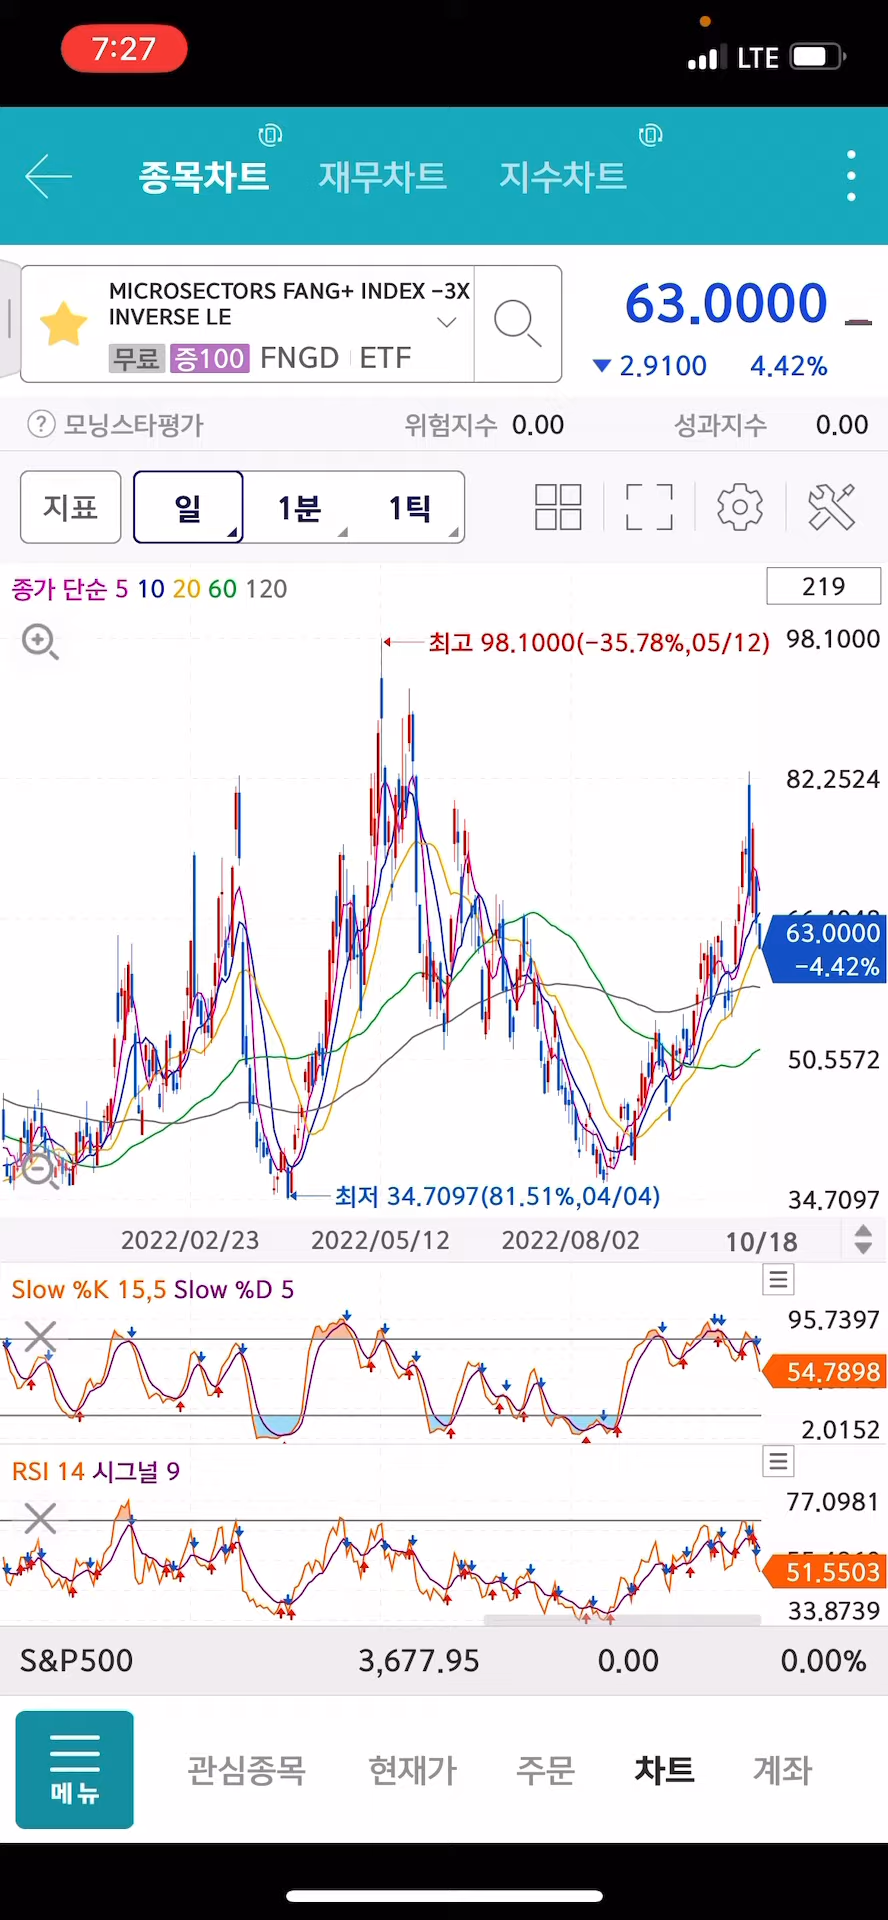 7:27
LTE
종목차트 재무차트 지수차트
MICROSECTORS FANG+ INDEX -3X
INVERSE LE
무료 증100 FNGD ETF
63.0000
▼ 2.9100 4.42%
? 모닝스타평가 위험지수 0.00 성과지수 0.00
지표 일 1분 1틱
종가 단순 5 10 20 60 120
219
최고 98.1000(-35.78%,05/12)
98.1000
82.2524
63.0000
-4.42%
50.5572
최저 34.7097(81.51%,04/04)
34.7097
2022/02/23 2022/05/12 2022/08/02 10/18
Slow %K 15,5 Slow %D 5
95.7397
54.7898
2.0152
RSI 14 시그널 9
77.0981
51.5503
33.8739
S&P500 3,677.95 0.00 0.00%
메뉴 관심종목 현재가 주문 차트 계좌